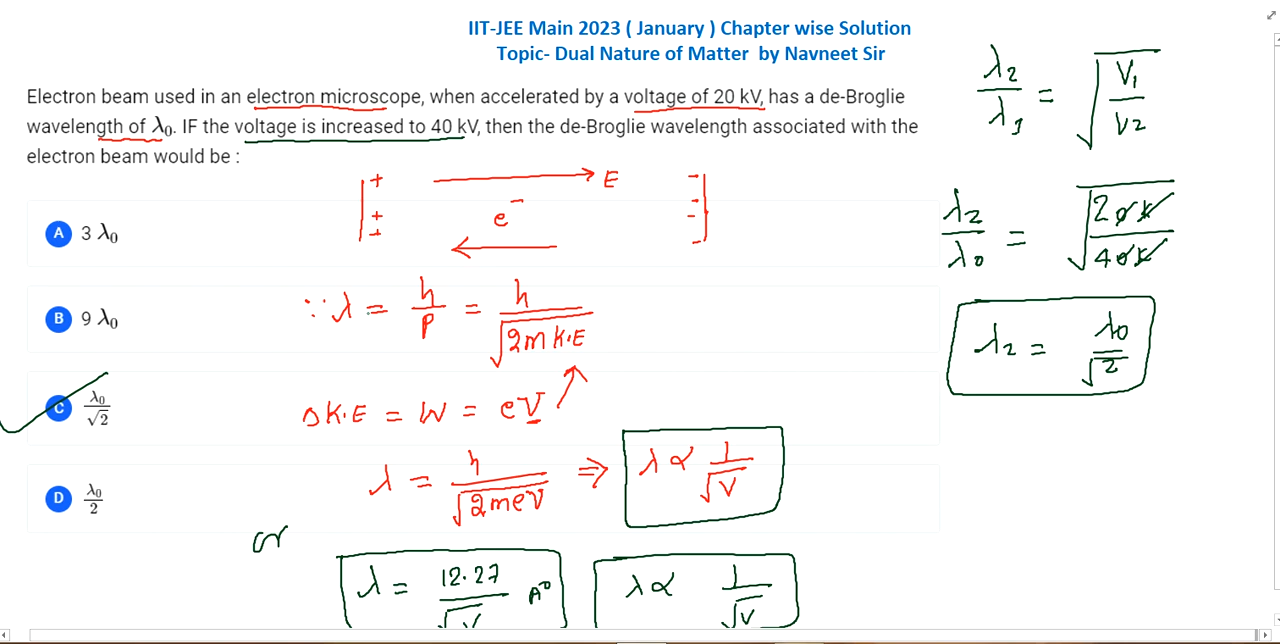 IIT-JEE Main 2023 ( January ) Chapter wise Solution
Topic- Dual Nature of Matter by Navneet Sir
Electron beam used in an electron microscope, when accelerated by a voltage of 20 kV, has a de-Broglie
wavelength of λ₀. IF the voltage is increased to 40 kV, then the de-Broglie wavelength associated with the
electron beam would be :
+ → E -
+ e⁻ -
+ ← -
A 3 λ₀
B 9 λ₀
C λ₀/√2
D λ₀/2
∵ λ = h/P = h/√(2m K.E)
ΔK.E = W = eV
λ = h/√(2meV) ⇒ λ ∝ 1/√V
or
λ = 12.27/√V A° λ ∝ 1/√V
λ₂/λ₁ = √(V₁/V₂)
λ₂/λ₀ = √(20k/40k)
λ₂ = λ₀/√2